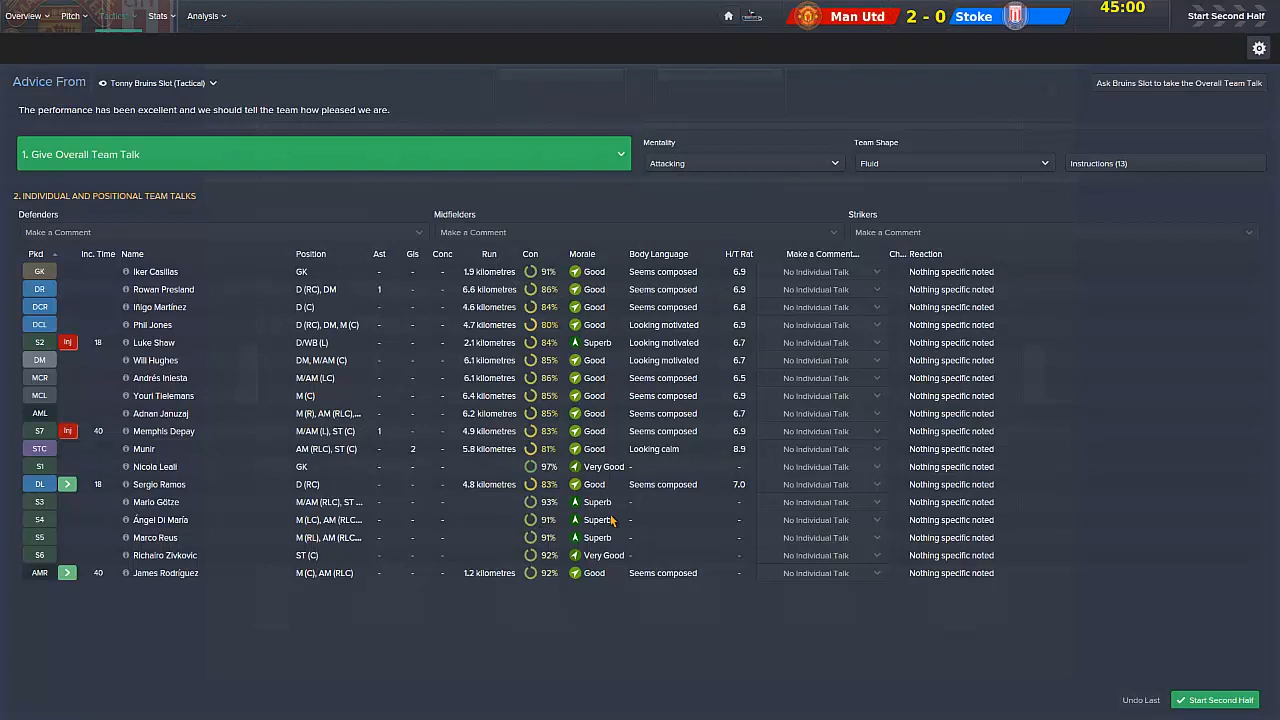 Overview Pitch Stats Analysis Man Utd 2 - 0 Stoke 45:00 Start Second Half
Advice From Tonny Bruins Slot (Tactical) Ask Bruins Slot to take the Overall Team Talk
The performance has been excellent and we should tell the team how pleased we are.
Mentality Team Shape
1. Give Overall Team Talk Attacking Fluid Instructions (13)
2. INDIVIDUAL AND POSITIONAL TEAM TALKS
Defenders Midfielders Strikers
Make a Comment Make a Comment Make a Comment
Pkd Inc. Time Name Position Ast Gls Conc Run Con Morale Body Language H/T Rat Make a Comment... Ch... Reaction
GK Iker Casillas GK - - - 1.9 kilometres 91% Good Seems composed 6.9 No Individual Talk Nothing specific noted
DR Rowan Presland D (RC), DM 1 - - 6.6 kilometres 86% Good Seems composed 6.9 No Individual Talk Nothing specific noted
DCR Iñigo Martínez D (C) - - - 4.6 kilometres 84% Good Seems composed 6.8 No Individual Talk Nothing specific noted
DCL Phil Jones D (RC), DM, M (C) - - - 4.7 kilometres 80% Good Looking motivated 6.9 No Individual Talk Nothing specific noted
S2 Inj 18 Luke Shaw D/WB (L) - - - 2.1 kilometres 84% Superb Looking motivated 6.7 No Individual Talk Nothing specific noted
DM Will Hughes DM, M/AM (C) - - - 6.1 kilometres 85% Good Looking motivated 6.7 No Individual Talk Nothing specific noted
MCR Andrés Iniesta M/AM (LC) - - - 6.1 kilometres 86% Good Seems composed 6.5 No Individual Talk Nothing specific noted
MCL Youri Tielemans M (C) - - - 6.4 kilometres 85% Good Seems composed 6.9 No Individual Talk Nothing specific noted
AML Adnan Januzaj M (R), AM (RLC),... - - - 6.2 kilometres 85% Good Seems composed 6.7 No Individual Talk Nothing specific noted
S7 Inj 40 Memphis Depay M/AM (L), ST (C) 1 - - 4.9 kilometres 83% Good Seems composed 6.9 No Individual Talk Nothing specific noted
STC Munir AM (RLC), ST (C) - 2 - 5.8 kilometres 81% Good Looking calm 8.9 No Individual Talk Nothing specific noted
S1 Nicola Leali GK - - - 97% Very Good - - No Individual Talk Nothing specific noted
DL 18 Sergio Ramos D (RC) - - - 4.8 kilometres 83% Good Seems composed 7.0 No Individual Talk Nothing specific noted
S3 Mario Götze M/AM (RLC), ST ... - - - 93% Superb - - No Individual Talk Nothing specific noted
S4 Ángel Di María M (LC), AM (RLC... - - - 91% Superb - - No Individual Talk Nothing specific noted
S5 Marco Reus M (RL), AM (RLC... - - - 91% Superb - - No Individual Talk Nothing specific noted
S6 Richairo Zivkovic ST (C) - - - 92% Very Good - - No Individual Talk Nothing specific noted
AMR 40 James Rodríguez M (C), AM (RLC) - - - 1.2 kilometres 92% Good Seems composed - No Individual Talk Nothing specific noted
Undo Last Start Second Half